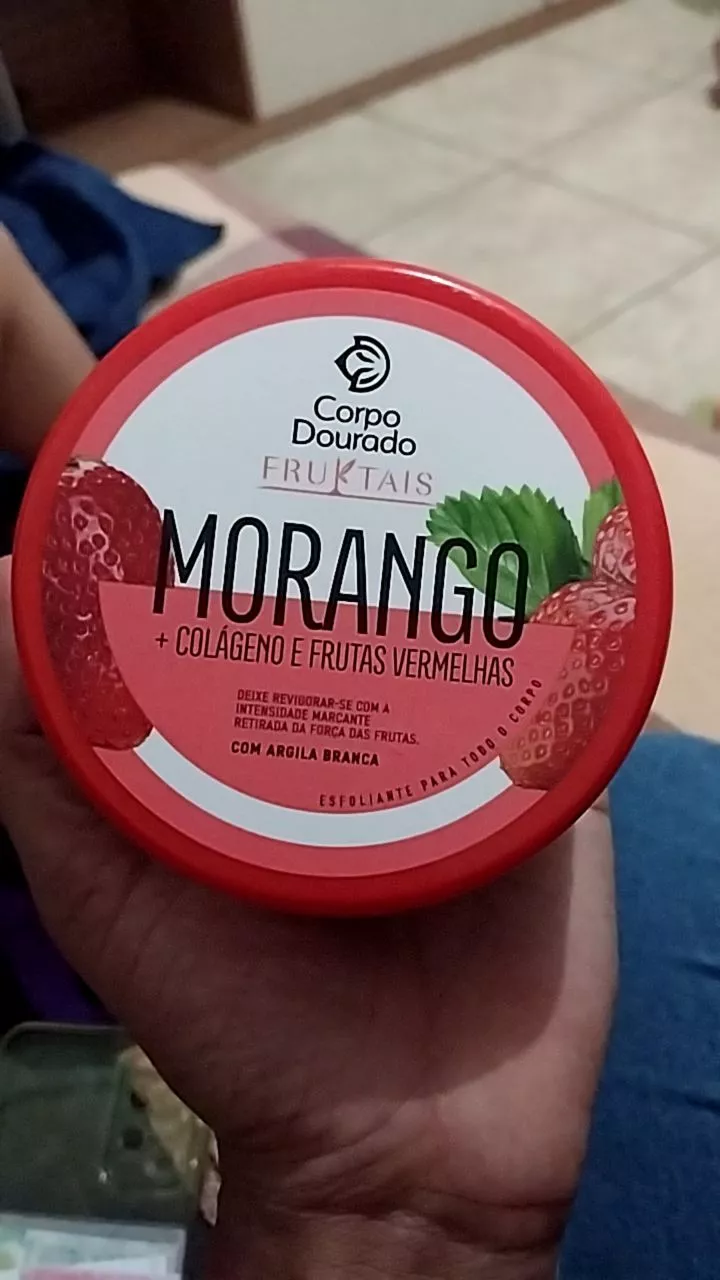 Corpo
Dourado
FRUKTAIS
MORANGO
+ COLÁGENO E FRUTAS VERMELHAS
DEIXE REVIGORAR-SE COM A
INTENSIDADE MARCANTE
RETIRADA DA FORÇA DAS FRUTAS.
COM ARGILA BRANCA
ESFOLIANTE PARA TODO O CORPO